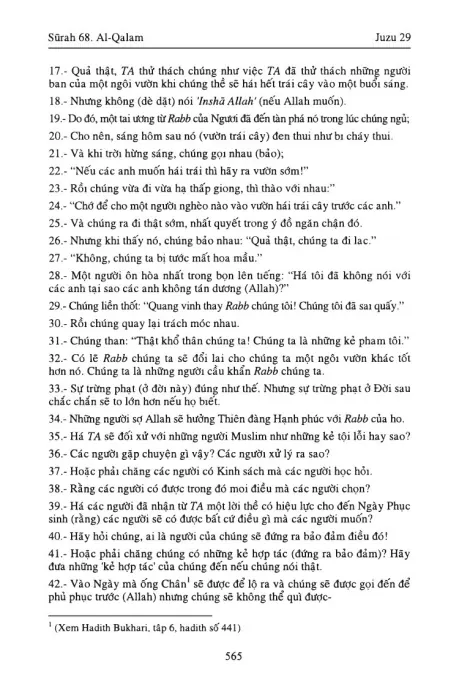 Sūrah 68. Al-Qalam Juzu 29
17.- Quả thật, TA thử thách chúng như việc TA đã thử thách những người
bạn của một ngôi vườn khi chúng thề sẽ hái hết trái cây vào một buổi sáng.
18.- Nhưng không (dè dặt) nói 'Inshā Allah' (nếu Allah muốn).
19.- Do đó, một tai ương từ Rabb của Ngươi đã đến tàn phá nó trong lúc chúng ngủ;
20.- Cho nên, sáng hôm sau nó (vườn trái cây) đen thui như bị cháy thui.
21.- Và khi trời hừng sáng, chúng gọi nhau (bảo);
22.- “Nếu các anh muốn hái trái thì hãy ra vườn sớm!”
23.- Rồi chúng vừa đi vừa hạ thấp giọng, thì thào với nhau:”
24.- “Chớ để cho một người nghèo nào vào vườn hái trái cây trước các anh.”
25.- Và chúng ra đi thật sớm, nhất quyết trong ý đồ ngăn chận đó.
26.- Nhưng khi thấy nó, chúng bảo nhau: “Quả thật, chúng ta đi lạc.”
27.- “Không, chúng ta bị tước mất hoa mầu.”
28.- Một người ôn hòa nhất trong bọn lên tiếng: “Há tôi đã không nói với
các anh tại sao các anh không tán dương (Allah)?”
29.- Chúng liền thốt: “Quang vinh thay Rabb chúng tôi! Chúng tôi đã sai quấy.”
30.- Rồi chúng quay lại trách móc nhau.
31.- Chúng than: “Thật khổ thân chúng ta! Chúng ta là những kẻ phạm tội.”
32.- Có lẽ Rabb chúng ta sẽ đổi lại cho chúng ta một ngôi vườn khác tốt
hơn nó. Chúng ta là những người cầu khẩn Rabb chúng ta.
33.- Sự trừng phạt (ở đời này) đúng như thế. Nhưng sự trừng phạt ở Đời sau
chắc chắn sẽ to lớn hơn nếu họ biết.
34.- Những người sợ Allah sẽ hưởng Thiên đàng Hạnh phúc với Rabb của họ.
35.- Há TA sẽ đối xử với những người Muslim như những kẻ tội lỗi hay sao?
36.- Các người gặp chuyện gì vậy? Các người xử lý ra sao?
37.- Hoặc phải chăng các người có Kinh sách mà các người học hỏi.
38.- Rằng các người có được trong đó mọi điều mà các người chọn?
39.- Há các người đã nhận từ TA một lời thề có hiệu lực cho đến Ngày Phục
sinh (rằng) các người sẽ có được bất cứ điều gì mà các người muốn?
40.- Hãy hỏi chúng, ai là người của chúng sẽ đứng ra bảo đảm điều đó!
41.- Hoặc phải chăng chúng có những kẻ hợp tác (đứng ra bảo đảm)? Hãy
đưa những 'kẻ hợp tác' của chúng đến nếu chúng nói thật.
42.- Vào Ngày mà ống Chân¹ sẽ được để lộ ra và chúng sẽ được gọi đến để
phủ phục trước (Allah) nhưng chúng sẽ không thể quì được-
¹ (Xem Hadith Bukhari, tập 6, hadith số 441)
565